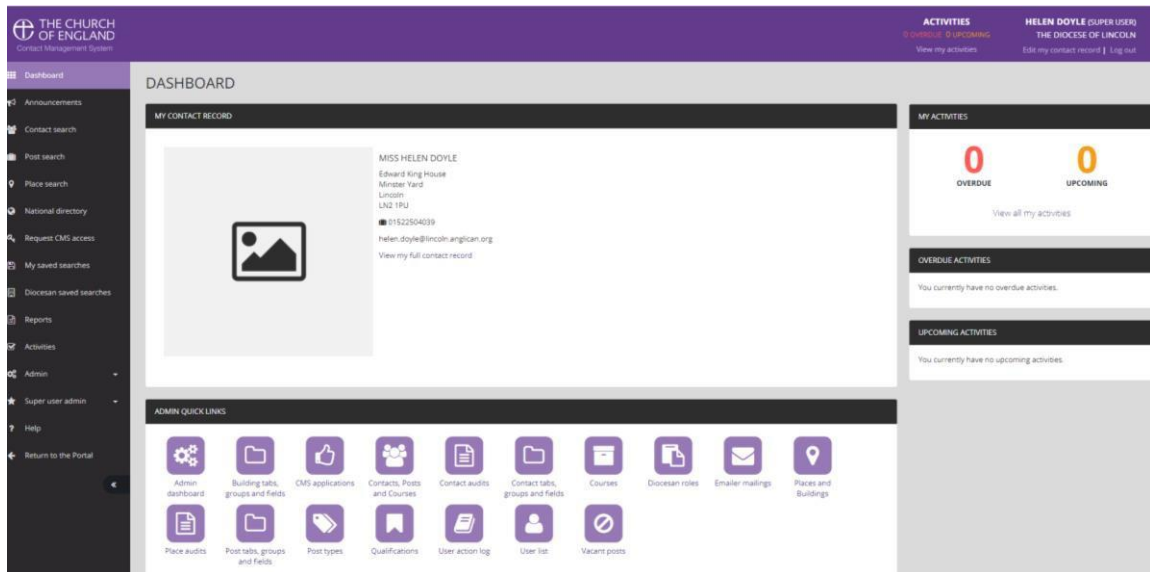 THE CHURCH
OF ENGLAND
Contact Management System
ACTIVITIES
0 OVERDUE 0 UPCOMING
View my activities
HELEN DOYLE (SUPER USER)
THE DIOCESE OF LINCOLN
Edit my contact record | Log out
Dashboard
Announcements
Contact search
Post search
Place search
National directory
Request CMS access
My saved searches
Diocesan saved searches
Reports
Activities
Admin
Super user admin
? Help
Return to the Portal
DASHBOARD
MY CONTACT RECORD
MISS HELEN DOYLE
Edward King House
Minster Yard
Lincoln
LN2 1PU
01522504039
helen.doyle@lincoln.anglican.org
View my full contact record
ADMIN QUICK LINKS
Admin
dashboard
Building tabs,
groups and fields
CMS applications
Contacts, Posts
and Courses
Contact audits
Contact tabs,
groups and fields
Courses
Diocesan roles
Emailer mailings
Places and
Buildings
Place audits
Post tabs, groups
and fields
Post types
Qualifications
User action log
User list
Vacant posts
MY ACTIVITIES
0
OVERDUE
0
UPCOMING
View all my activities
OVERDUE ACTIVITIES
You currently have no overdue activities.
UPCOMING ACTIVITIES
You currently have no upcoming activities.